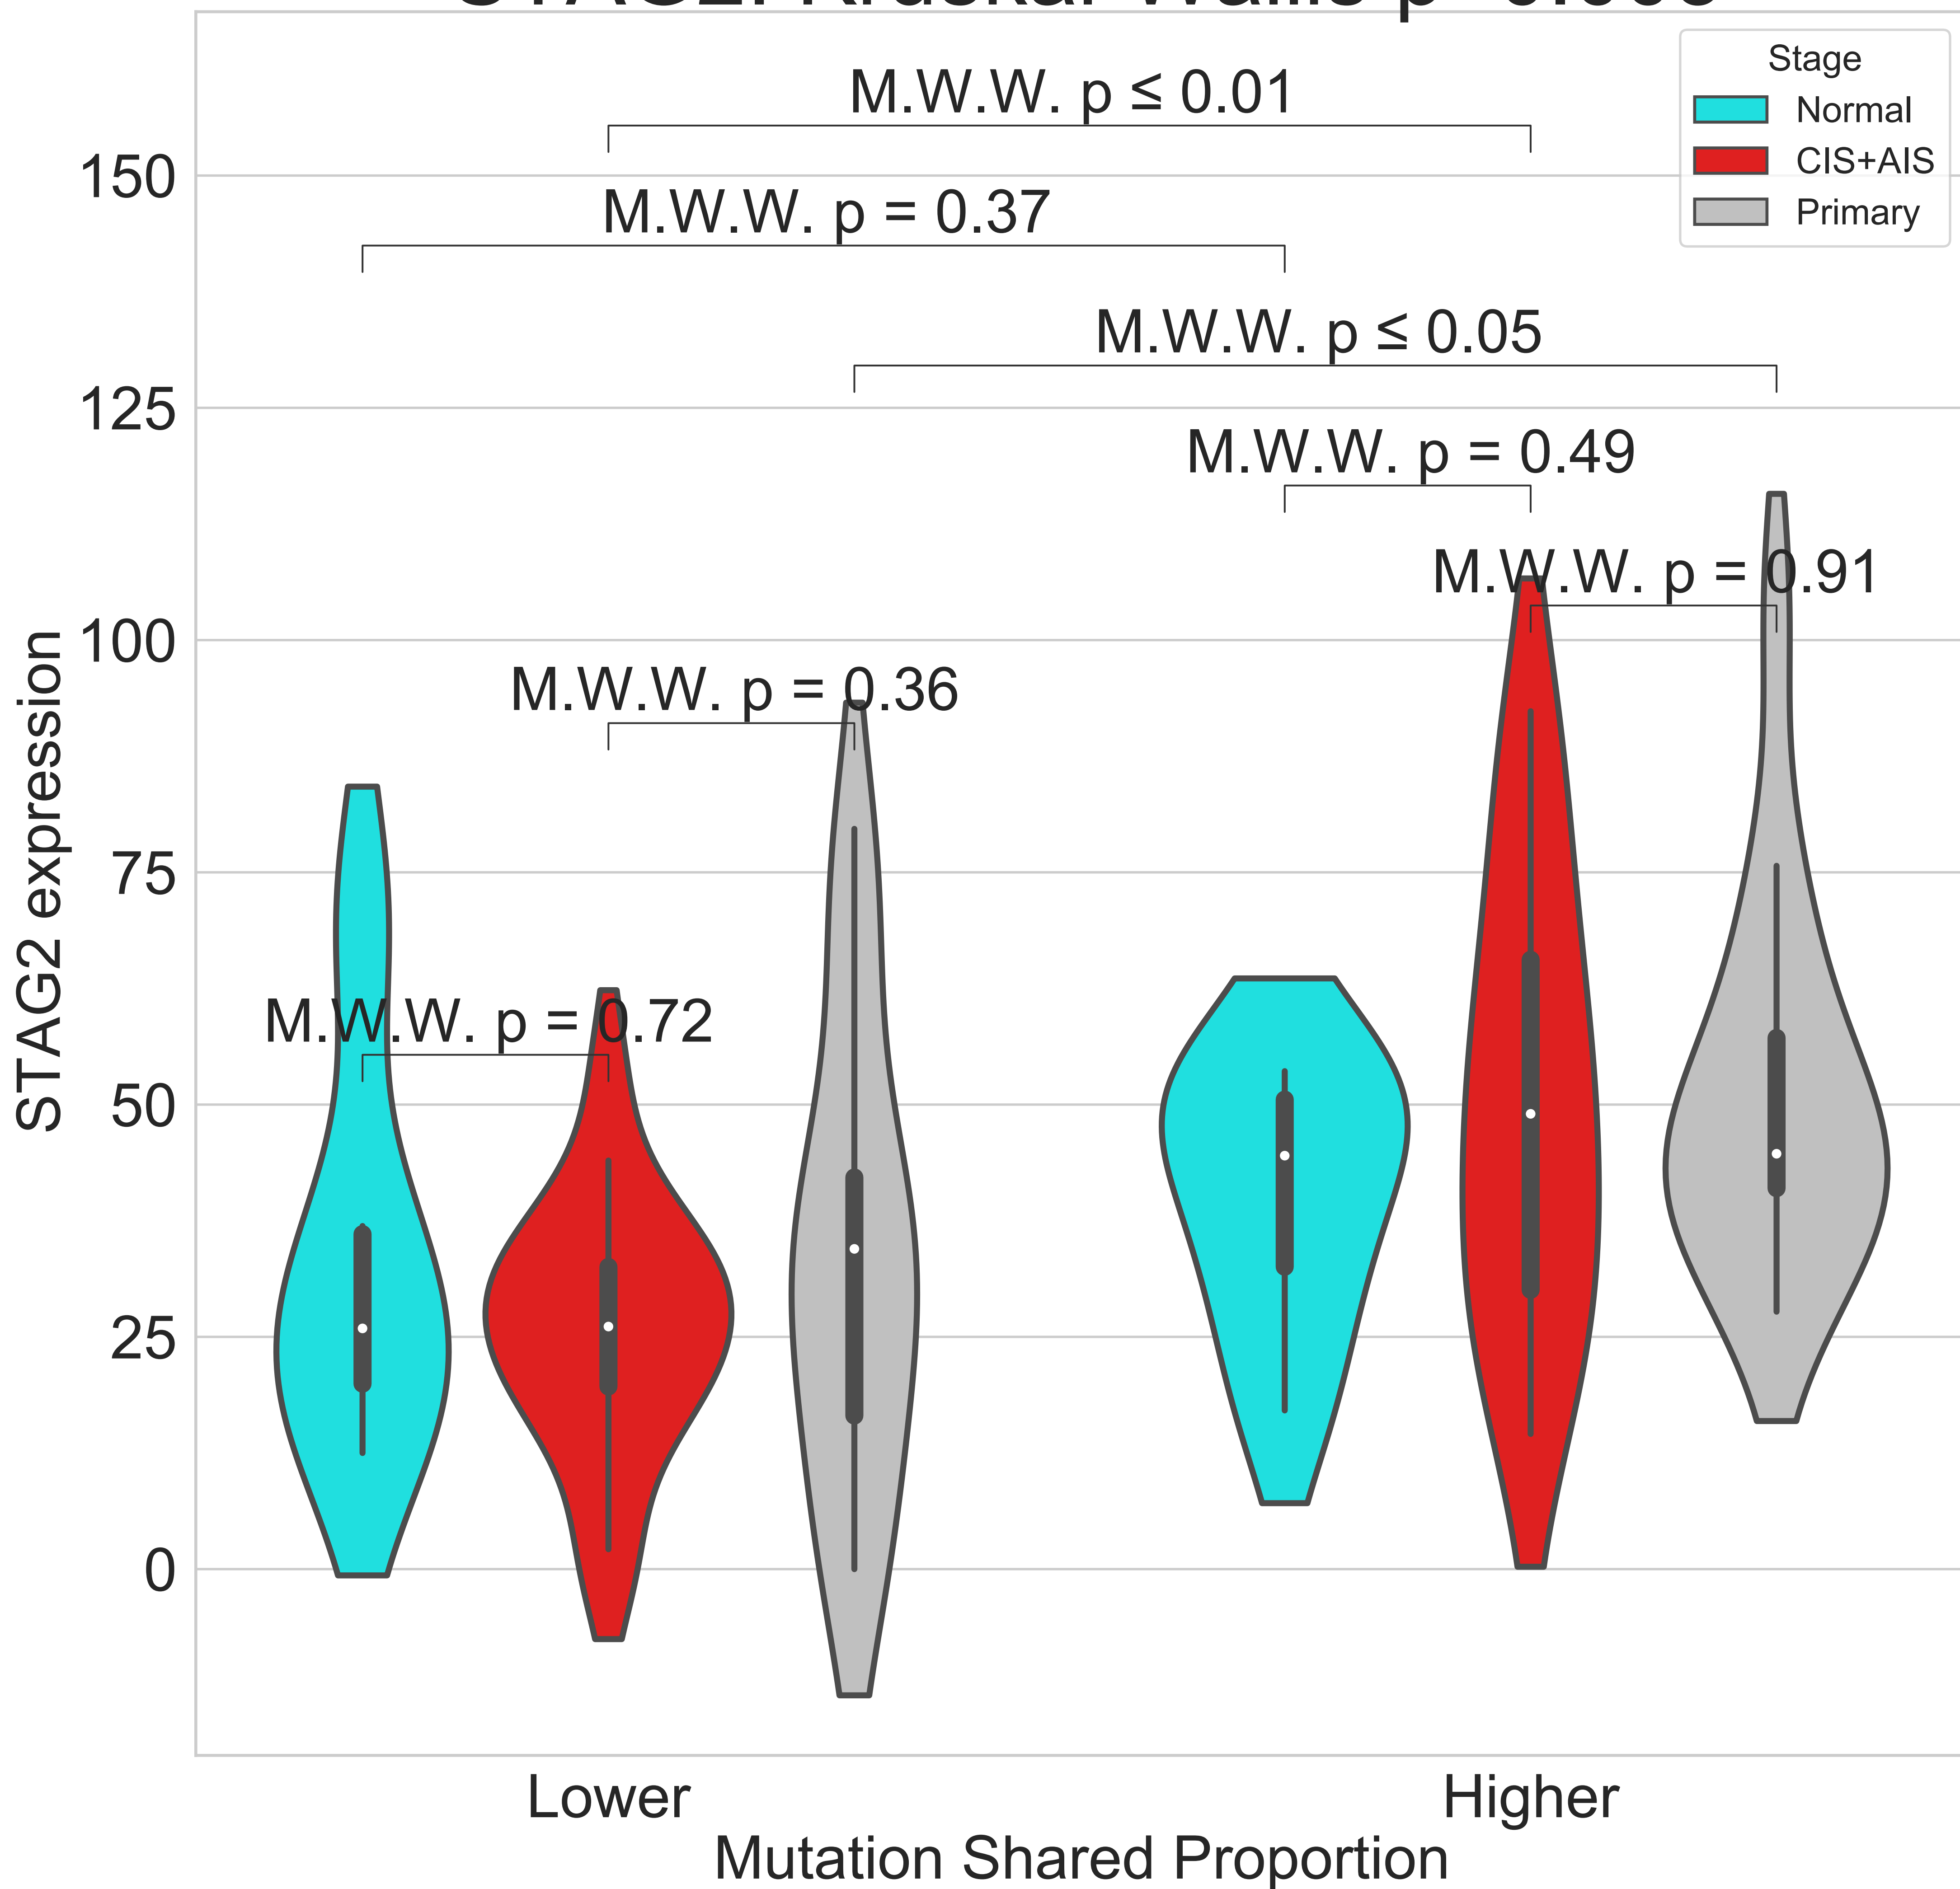 Stage
Normal
CIS+AIS
Primary
M.W.W. p ≤ 0.01
M.W.W. p = 0.37
M.W.W. p ≤ 0.05
M.W.W. p = 0.49
M.W.W. p = 0.91
M.W.W. p = 0.36
M.W.W. p = 0.72
150
125
100
75
50
25
0
STAG2 expression
Lower
Higher
Mutation Shared Proportion